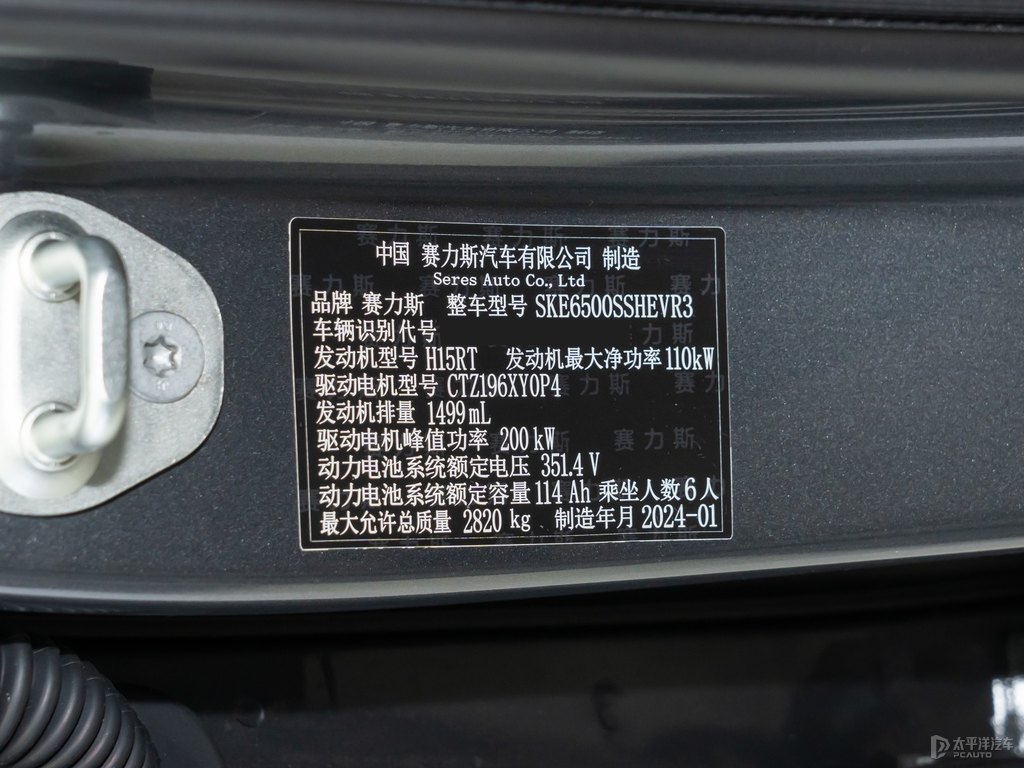 中国 赛力斯汽车有限公司 制造
Seres Auto Co., Ltd
品牌 赛力斯 整车型号 SKE6500SSHEVR3
车辆识别代号
发动机型号 H15RT 发动机最大净功率 110kW
驱动电机型号 CTZ196XY0P4
发动机排量 1499mL
驱动电机峰值功率 200kW
动力电池系统额定电压 351.4 V
动力电池系统额定容量 114 Ah 乘坐人数 6 人
最大允许总质量 2820 kg 制造年月 2024-01
太平洋汽车
PCAUTO